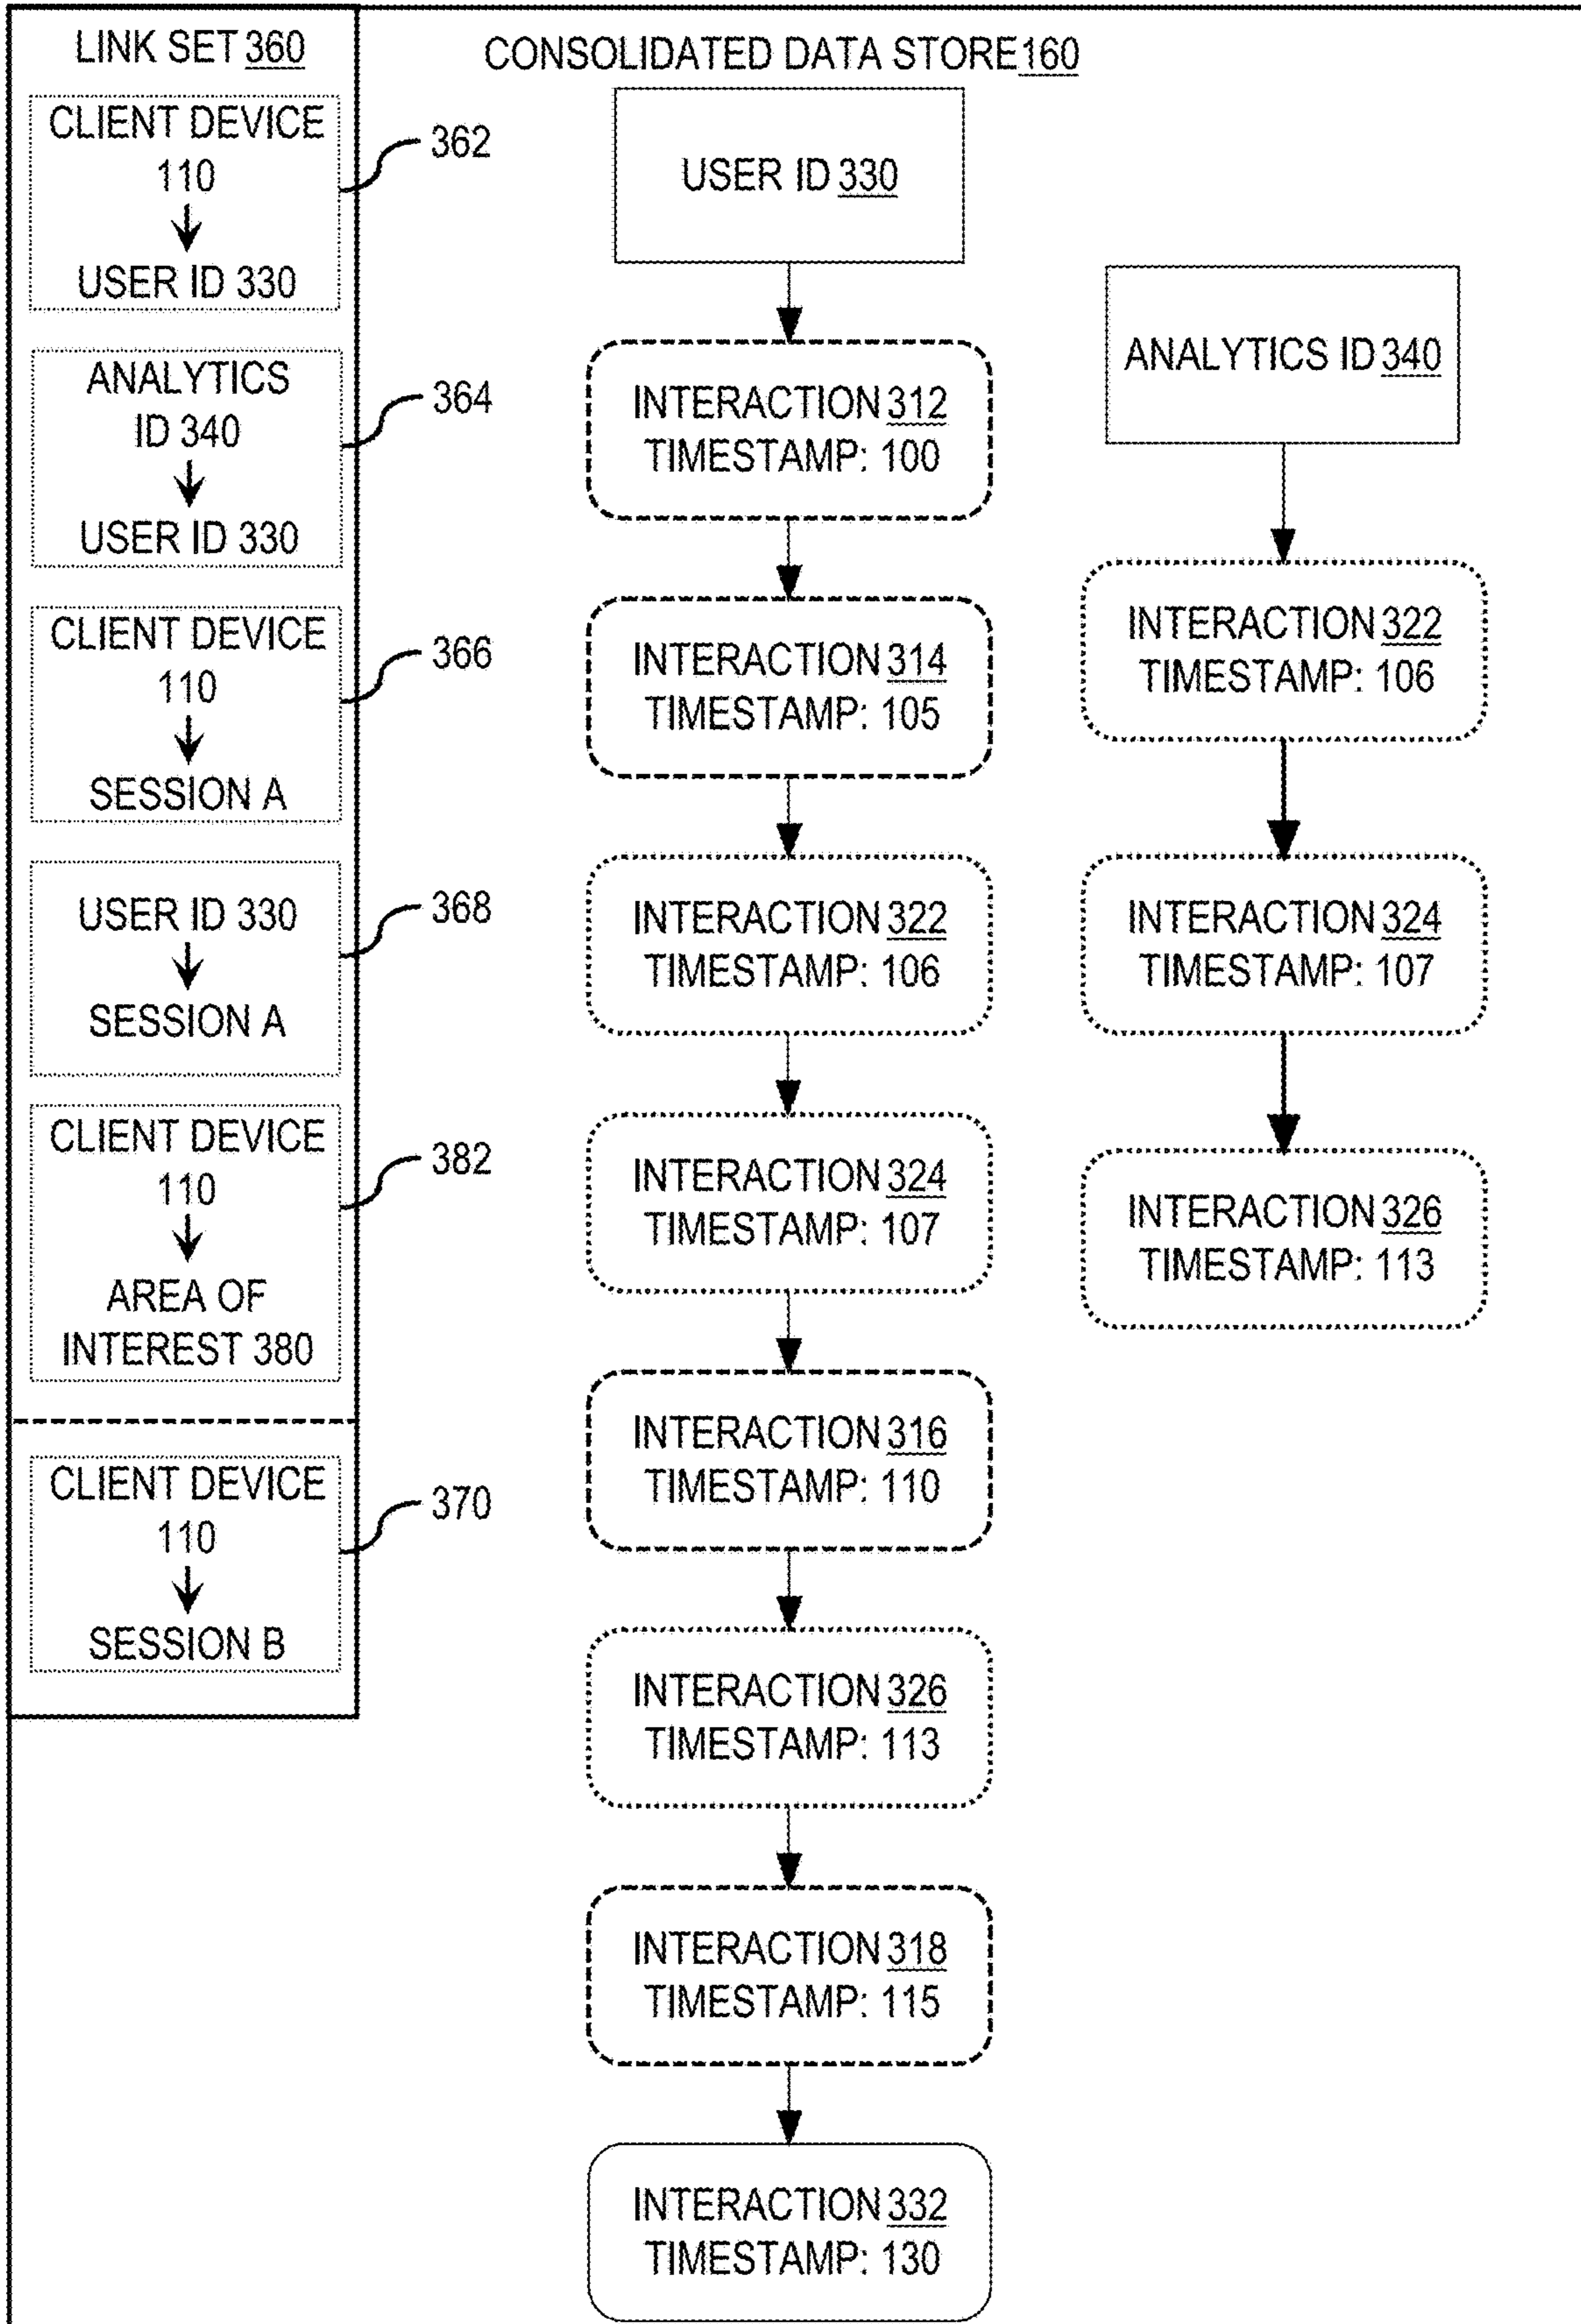 LINK SET 360
CLIENT DEVICE
110
USER ID 330
362
ANALYTICS
ID 340
USER ID 330
364
CLIENT DEVICE
110
SESSION A
366
USER ID 330
SESSION A
368
CLIENT DEVICE
110
AREA OF
INTEREST 380
382
CLIENT DEVICE
110
SESSION B
370
CONSOLIDATED DATA STORE 160
USER ID 330
INTERACTION 312
TIMESTAMP: 100
INTERACTION 314
TIMESTAMP: 105
INTERACTION 322
TIMESTAMP: 106
INTERACTION 324
TIMESTAMP: 107
INTERACTION 316
TIMESTAMP: 110
INTERACTION 326
TIMESTAMP: 113
INTERACTION 318
TIMESTAMP: 115
INTERACTION 332
TIMESTAMP: 130
ANALYTICS ID 340
INTERACTION 322
TIMESTAMP: 106
INTERACTION 324
TIMESTAMP: 107
INTERACTION 326
TIMESTAMP: 113